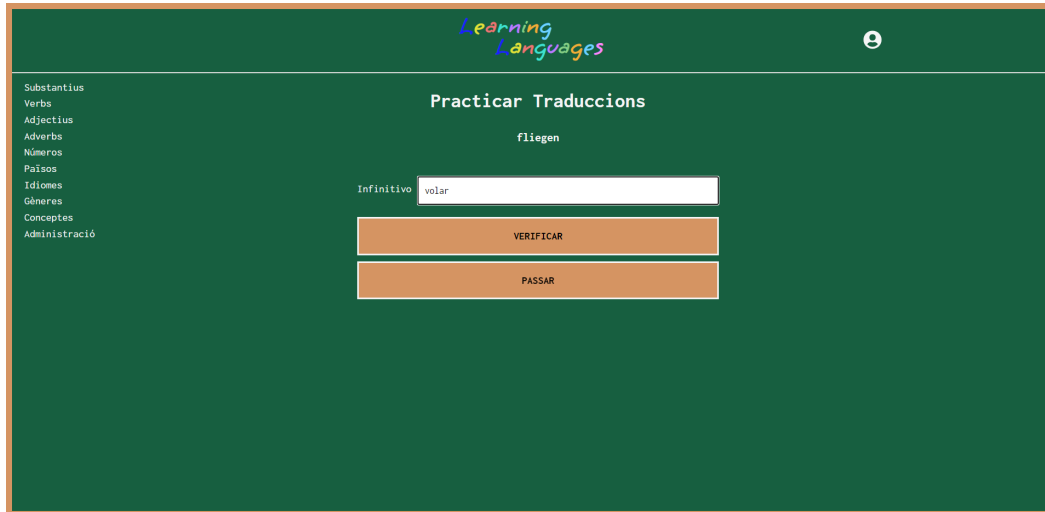 Learning
Languages
Substantius
Verbs
Adjectius
Adverbs
Números
Països
Idiomes
Gèneres
Conceptes
Administració
Practicar Traduccions
fliegen
Infinitivo volar
VERIFICAR
PASSAR